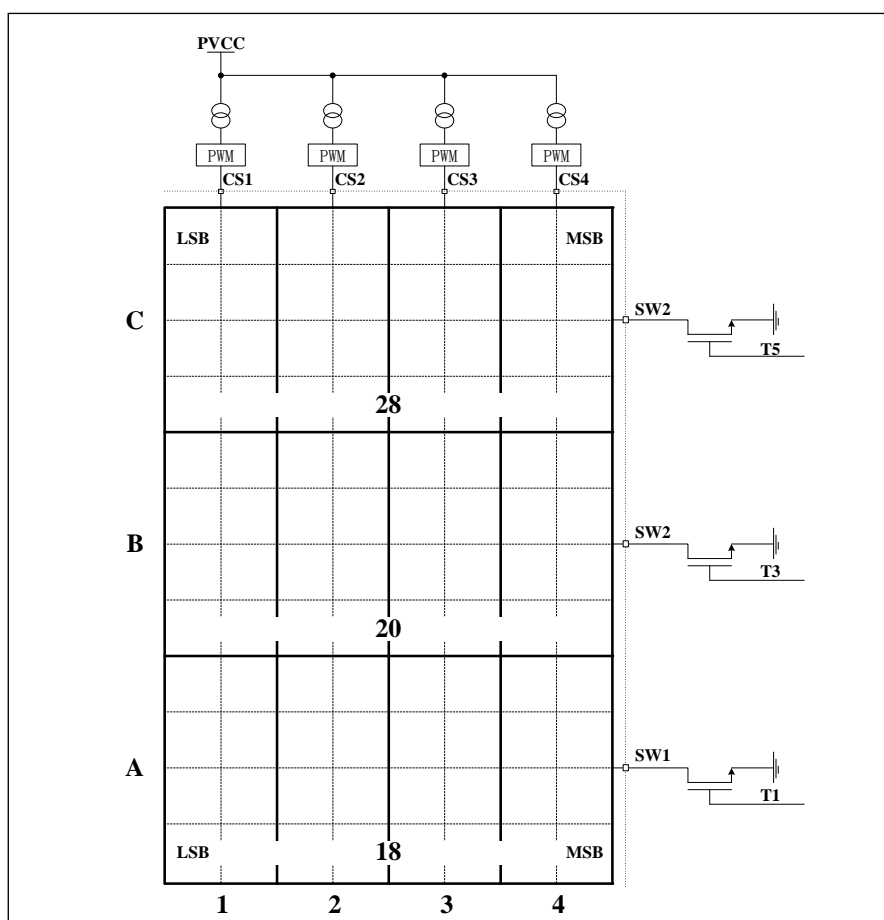 PVCC
PWM PWM PWM PWM
CS1 CS2 CS3 CS4
LSB MSB
C SW2
T5
28
B SW2
T3
20
A SW1
T1
LSB 18 MSB
1 2 3 4